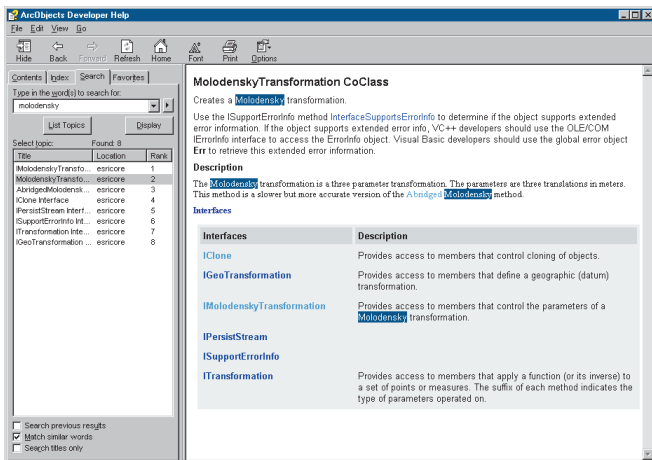 ArcObjects Developer Help
File Edit View Go
Hide Back Forward Refresh Home Font Print Options
Contents Index Search Favorites
Type in the word(s) to search for:
molodensky
List Topics Display
Select topic: Found: 8
Title Location Rank
IMolodenskyTransfo... esricore 1
MolodenskyTransfo... esricore 2
AbridgedMolodensk... esricore 3
IClone Interface esricore 4
IPersistStream Interf... esricore 5
ISupportErrorInfo Int... esricore 6
ITransformation Inte... esricore 7
IGeoTransformation ... esricore 8
Search previous results
Match similar words
Search titles only
MolodenskyTransformation CoClass
Creates a Molodensky transformation.
Use the ISupportErrorInfo method InterfaceSupportsErrorInfo to determine if the object supports extended
error information. If the object supports extended error info, VC++ developers should use the OLE/COM
IErrorInfo interface to access the ErrorInfo object. Visual Basic developers should use the global error object
Err to retrieve this extended error information.
Description
The Molodensky transformation is a three parameter transformation. The parameters are three translations in meters.
This method is a slower but more accurate version of the Abridged Molodensky method.
Interfaces
Interfaces Description
IClone Provides access to members that control cloning of objects.
IGeoTransformation Provides access to members that define a geographic (datum)
transformation.
IMolodenskyTransformation Provides access to members that control the parameters of a
Molodensky transformation.
IPersistStream
ISupportErrorInfo
ITransformation Provides access to members that apply a function (or its inverse) to
a set of points or measures. The suffix of each method indicates the
type of parameters operated on.